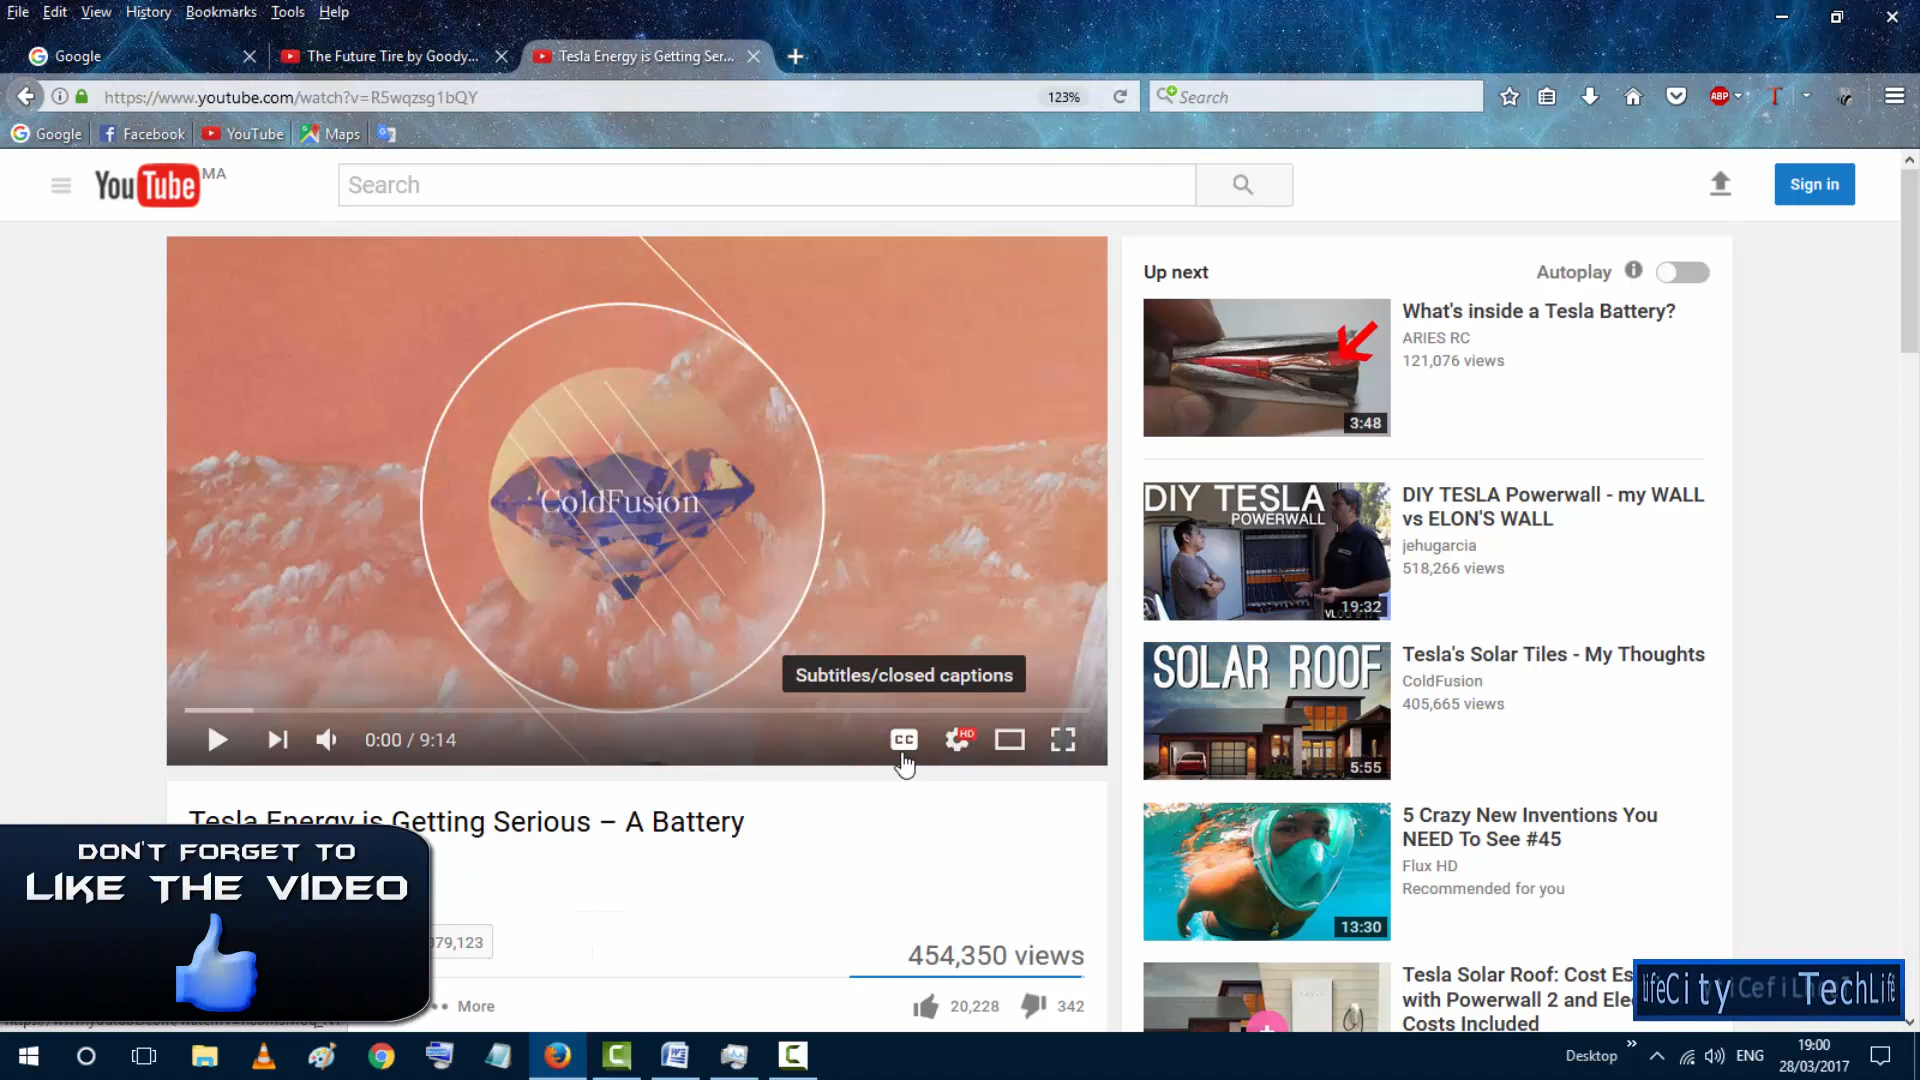 File Edit View History Bookmarks Tools Help
Google
The Future Tire by Goody...
Tesla Energy is Getting Ser...
https://www.youtube.com/watch?v=R5wqzsg1bQY
123%
Search
ABP
Google Facebook YouTube Maps
YouTube MA
Search
Sign in
ColdFusion
Subtitles/closed captions
0:00 / 9:14
CC
HD
Tesla Energy is Getting Serious – A Battery
DON'T FORGET TO
LIKE THE VIDEO
079,123
454,350 views
More
20,228
342
Up next
Autoplay
3:48
What's inside a Tesla Battery?
ARIES RC
121,076 views
DIY TESLA
POWERWALL
19:32
DIY TESLA Powerwall - my WALL
vs ELON'S WALL
jehugarcia
518,266 views
SOLAR ROOF
5:55
Tesla's Solar Tiles - My Thoughts
ColdFusion
405,665 views
13:30
5 Crazy New Inventions You
NEED To See #45
Flux HD
Recommended for you
Tesla Solar Roof: Cost Es
with Powerwall 2 and Ele
Costs Included
lifeCity TechLife
Desktop
ENG
19:00
28/03/2017